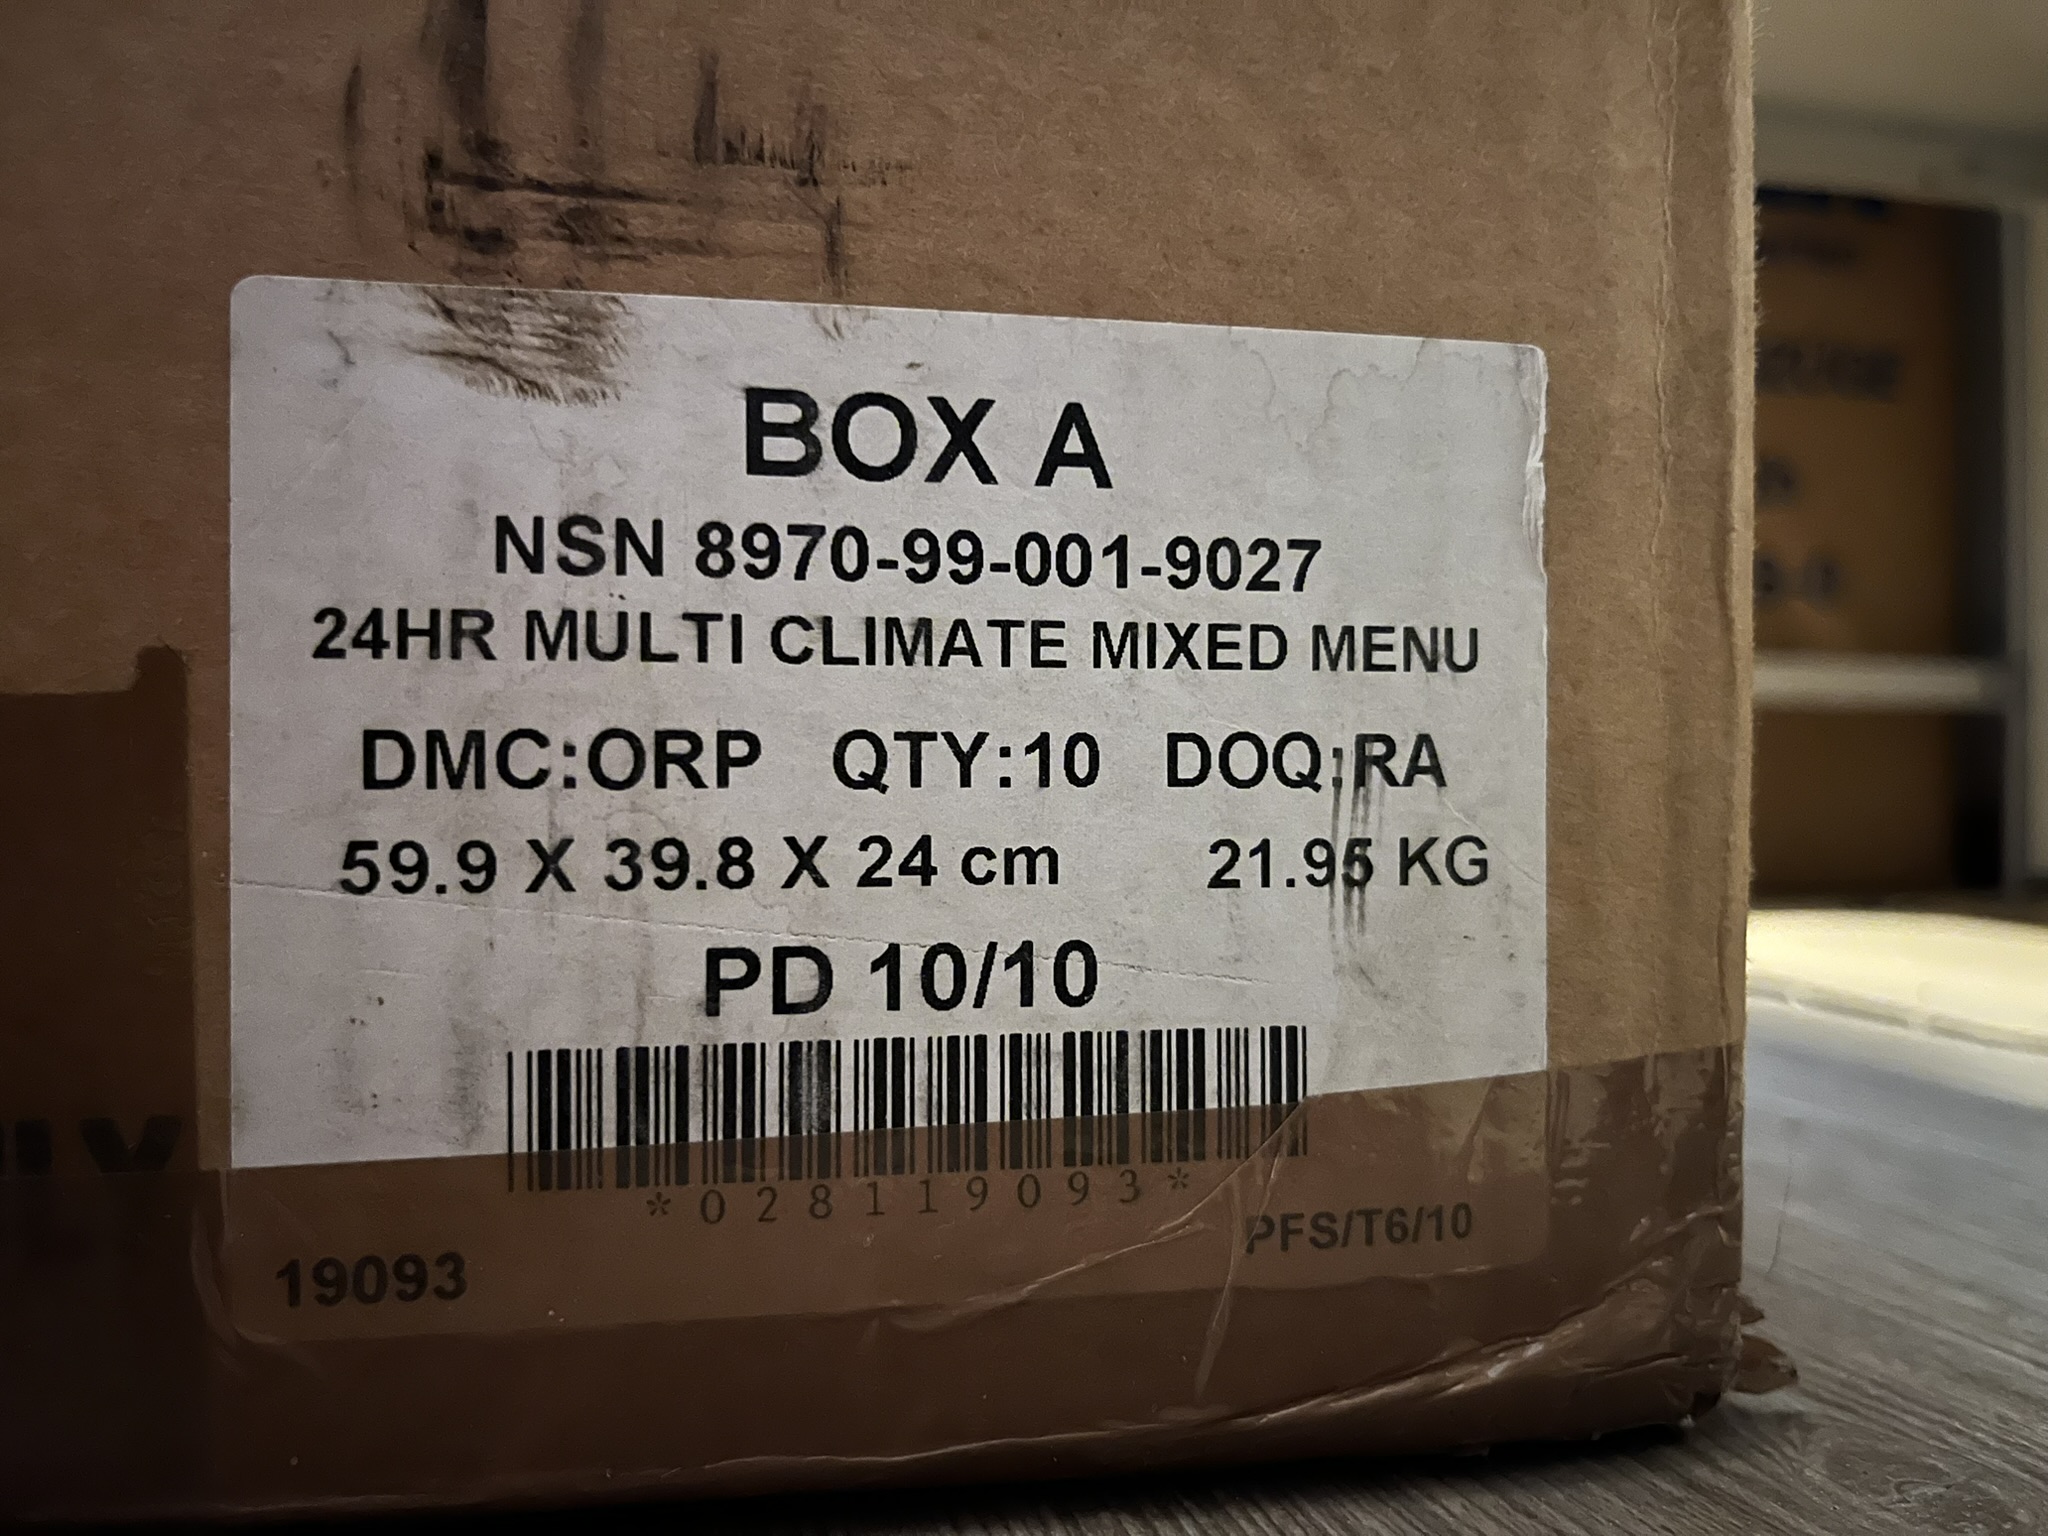 BOX A
NSN 8970-99-001-9027
24HR MULTI CLIMATE MIXED MENU
DMC:ORP QTY:10 DOQ:RA
59.9 X 39.8 X 24 cm 21.95 KG
PD 10/10
*028119093*
PFS/T6/10
19093